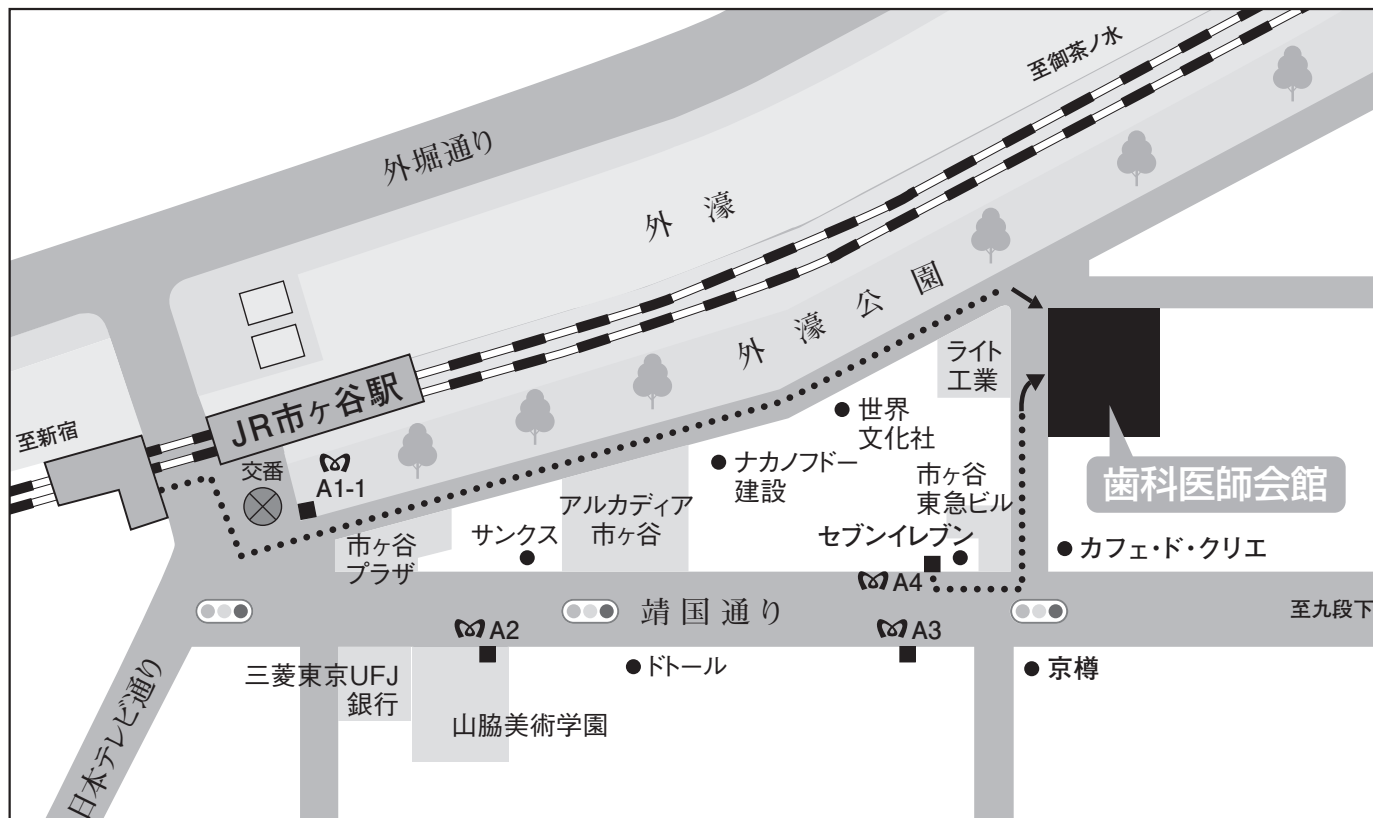 至御茶ノ水
外堀通り
外濠
外濠公園
JR市ヶ谷駅
至新宿
交番
A1-1
ライト
工業
世界
文化社
ナカノフドー
建設
市ヶ谷
東急ビル
歯科医師会館
アルカディア
市ヶ谷
サンクス
市ヶ谷
プラザ
セブンイレブン
カフェ・ド・クリエ
A4
靖国通り
至九段下
A2
A3
三菱東京UFJ
銀行
ドトール
京樽
山脇美術学園
日本テレビ通り